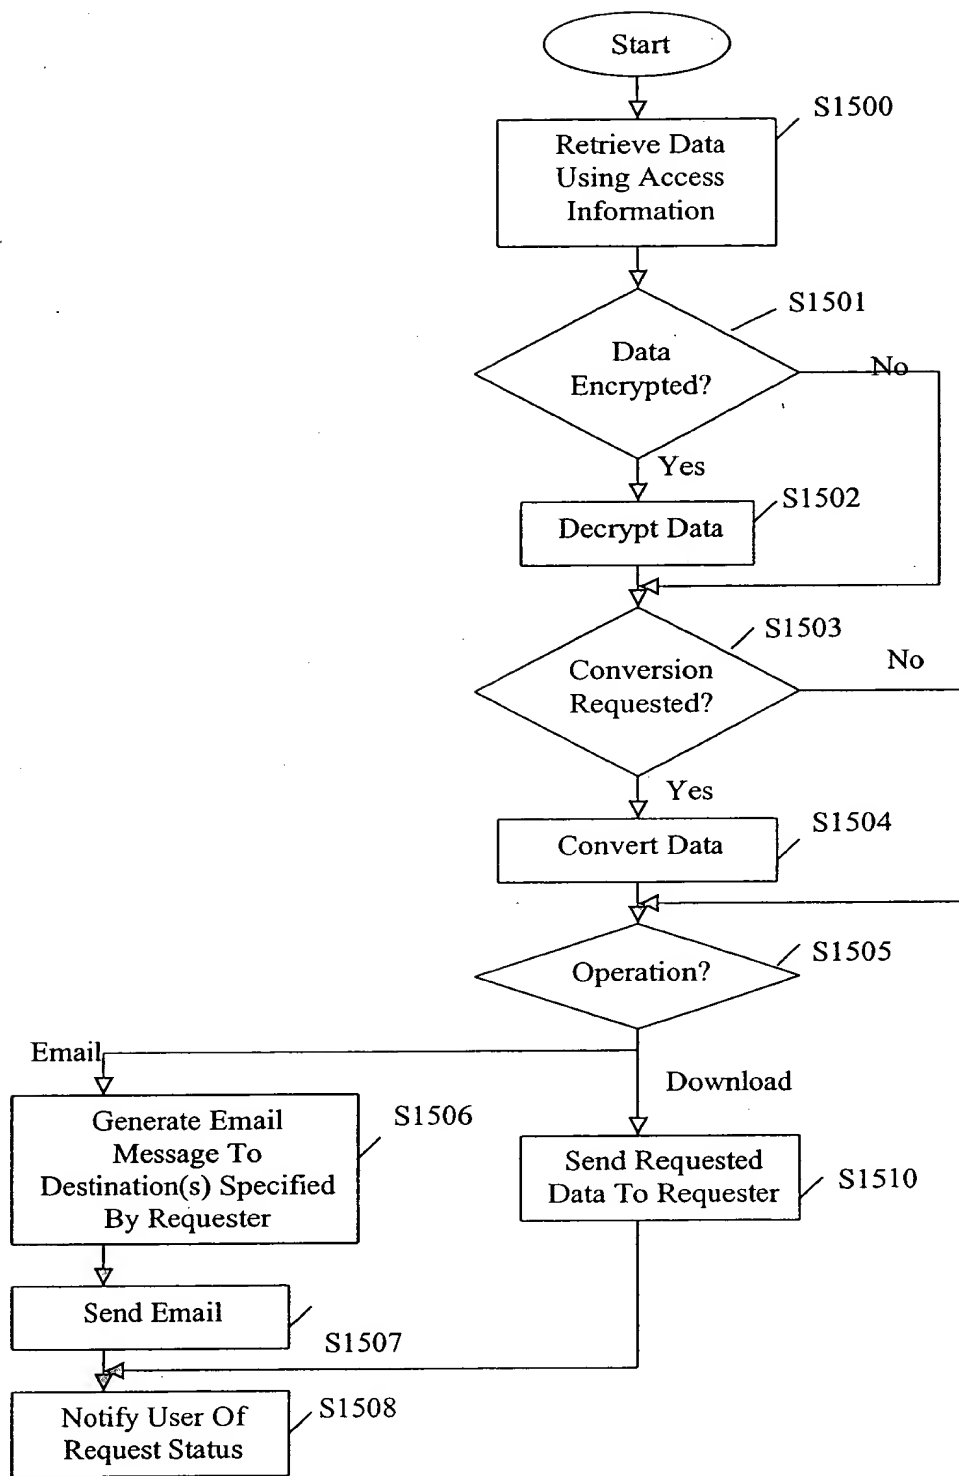 Start
S1500
Retrieve Data
Using Access
Information
S1501
Data
Encrypted?
No
Yes
S1502
Decrypt Data
S1503
Conversion
Requested?
No
Yes
S1504
Convert Data
S1505
Operation?
Email
Download
Generate Email
Message To
Destination(s) Specified
By Requester
S1506
Send Requested
Data To Requester
S1510
Send Email
S1507
Notify User Of
Request Status
S1508